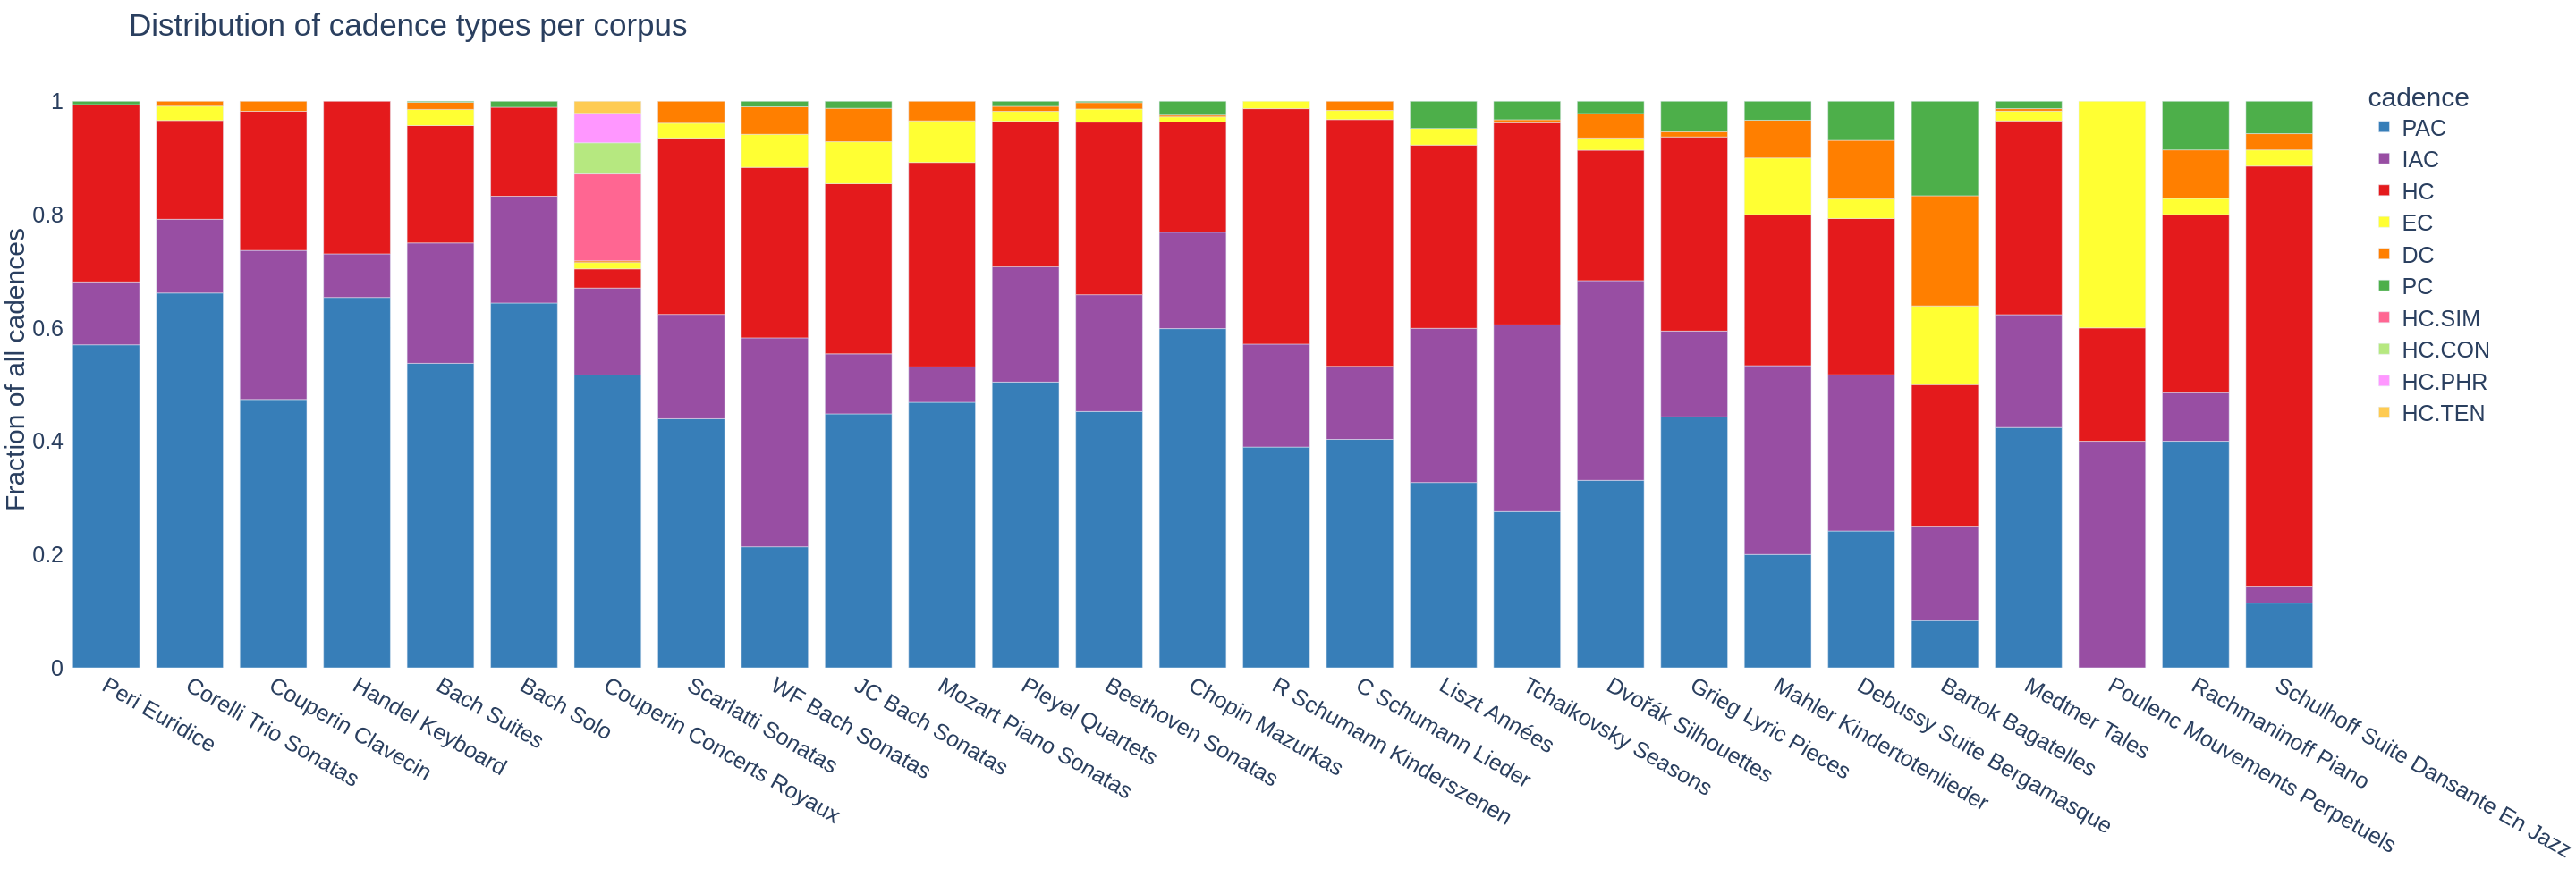 Distribution of cadence types per corpus
Fraction of all cadences
1
0.8
0.6
0.4
0.2
0
Peri Euridice
Corelli Trio Sonatas
Couperin Clavecin
Handel Keyboard
Bach Suites
Bach Solo
Couperin Concerts Royaux
Scarlatti Sonatas
WF Bach Sonatas
JC Bach Sonatas
Mozart Piano Sonatas
Pleyel Quartets
Beethoven Sonatas
Chopin Mazurkas
R Schumann Kinderszenen
C Schumann Lieder
Liszt Années
Tchaikovsky Seasons
Dvořák Silhouettes
Grieg Lyric Pieces
Mahler Kindertotenlieder
Debussy Suite Bergamasque
Bartok Bagatelles
Medtner Tales
Poulenc Mouvements Perpetuels
Rachmaninoff Piano
Schulhoff Suite Dansante En Jazz
cadence
PAC
IAC
HC
EC
DC
PC
HC.SIM
HC.CON
HC.PHR
HC.TEN